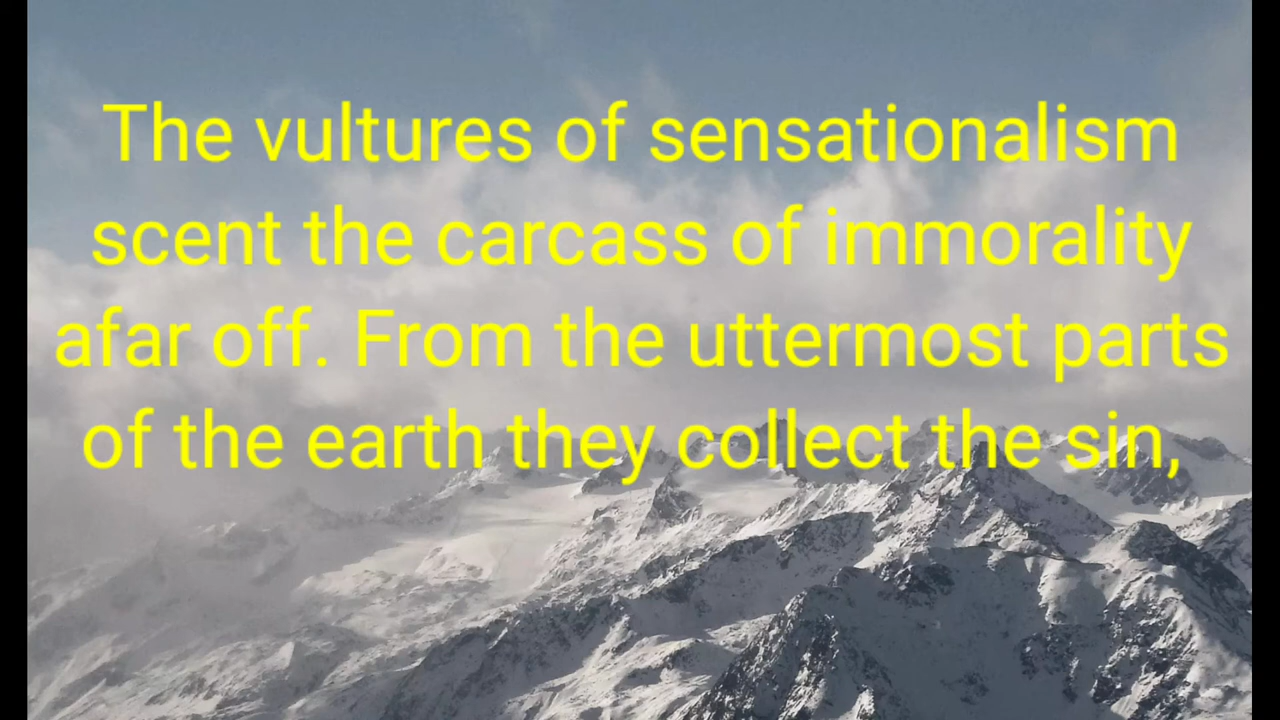 The vultures of sensationalism
scent the carcass of immorality
afar off. From the uttermost parts
of the earth they collect the sin,